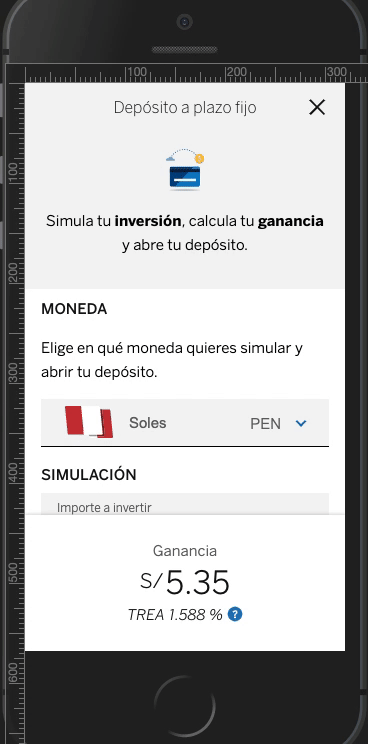 100
200
300
Depósito a plazo fijo
Simula tu inversión, calcula tu ganancia
y abre tu depósito.
MONEDA
Elige en qué moneda quieres simular y
abrir tu depósito.
Soles PEN
SIMULACIÓN
Importe a invertir
Ganancia
S/5.35
TREA 1.588 % ?
100
200
300
400
500
600